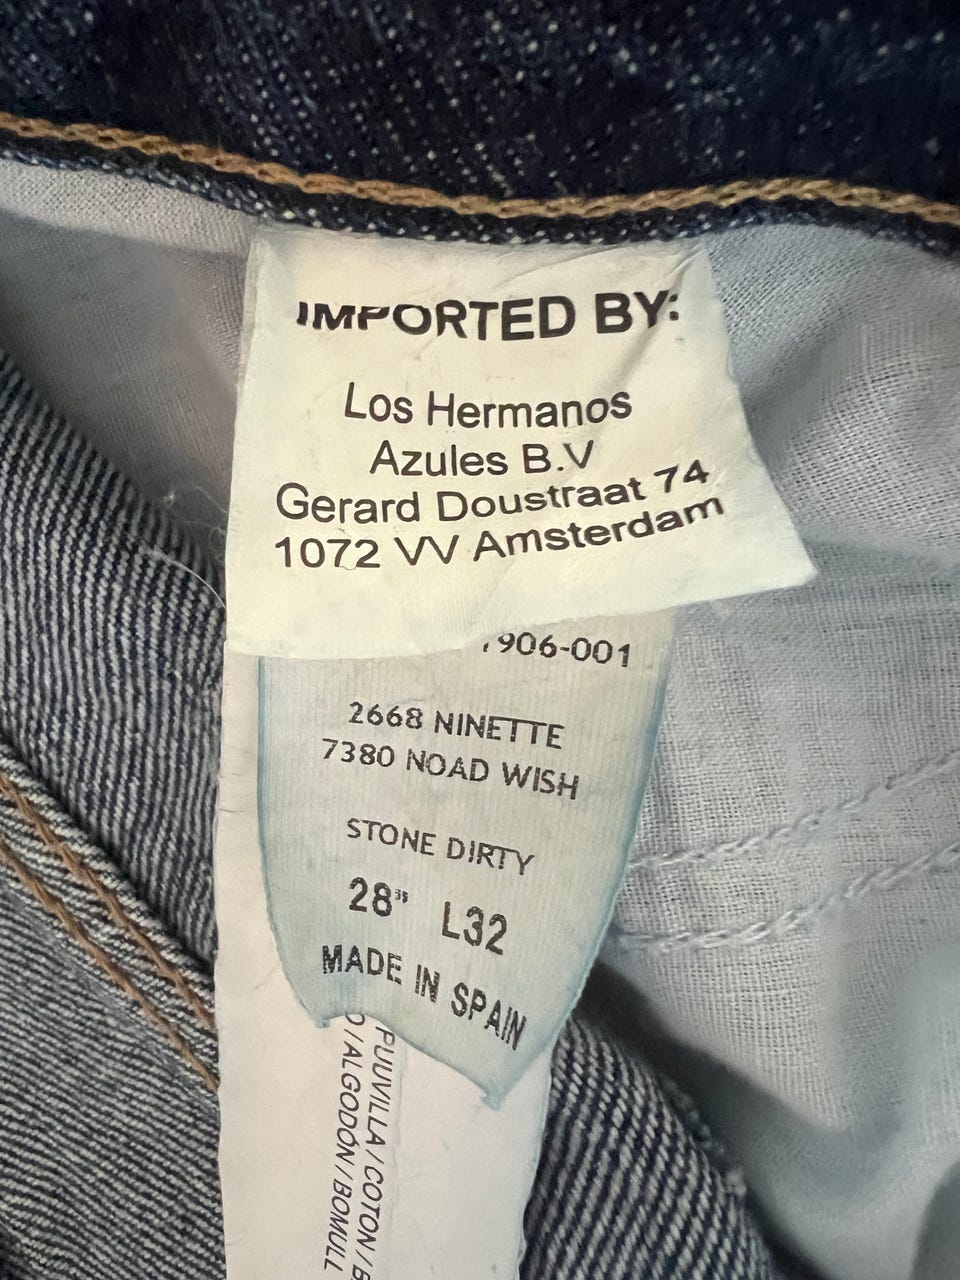 IMPORTED BY:
Los Hermanos
Azules B.V
Gerard Doustraat 74
1072 VV Amsterdam
906-001
2668 NINETTE
7380 NOAD WISH
STONE DIRTY
28" L32
MADE IN SPAIN
PUUVILLA / COTON /
/ ALGODÓN / BOMULL